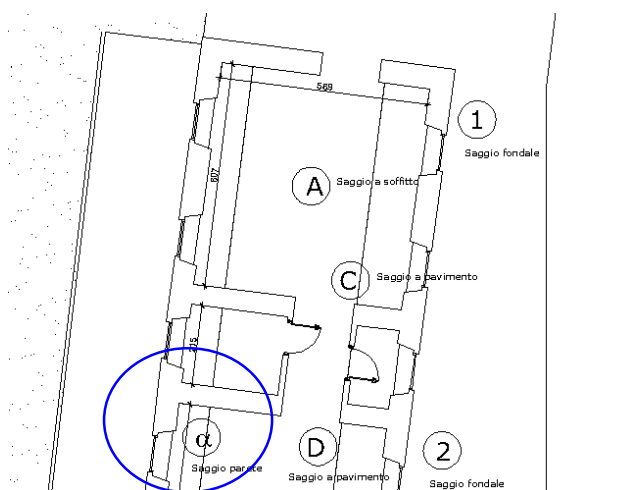 569
1
Saggio fondale
607
A
Saggio a soffitto
C
Saggio a pavimento
215
α
Saggio parete
D
Saggio a pavimento
2
Saggio fondale